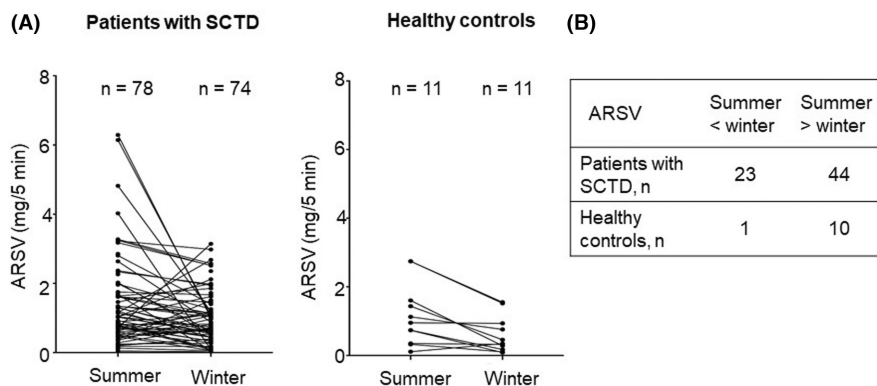 (A)
Patients with SCTD
Healthy controls
(B)
n = 78
n = 74
ARSV (mg/5 min)
8
6
4
2
0
Summer
Winter
n = 11
n = 11
ARSV (mg/5 min)
8
6
4
2
0
Summer
Winter
ARSV
Summer
< winter
Summer
> winter
Patients with
SCTD, n
23
44
Healthy
controls, n
1
10